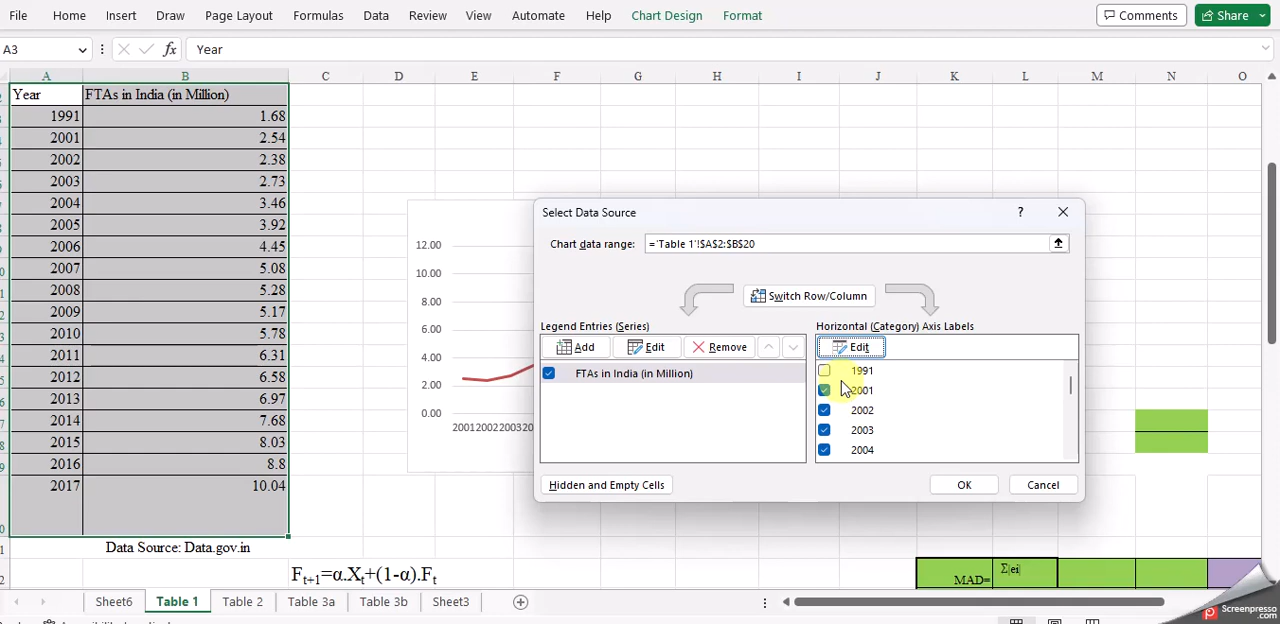 File Home Insert Draw Page Layout Formulas Data Review View Automate Help Chart Design Format Comments Share
A3 fx Year
A B C D E F G H I J K L M N O
Year FTAs in India (in Million)
1991 1.68
2001 2.54
2002 2.38
2003 2.73
2004 3.46
2005 3.92
2006 4.45
2007 5.08
2008 5.28
2009 5.17
2010 5.78
2011 6.31
2012 6.58
2013 6.97
2014 7.68
2015 8.03
2016 8.8
2017 10.04
Data Source: Data.gov.in
Ft+1=α.Xt+(1-α).Ft
12.00
10.00
8.00
6.00
4.00
2.00
0.00
2001 2002 2003 20
Select Data Source ?
Chart data range: ='Table 1'!$A$2:$B$20
Switch Row/Column
Legend Entries (Series) Horizontal (Category) Axis Labels
Add Edit Remove Edit
FTAs in India (in Million)
1991
2001
2002
2003
2004
Hidden and Empty Cells OK Cancel
MAD= Σ|ei|
Sheet6 Table 1 Table 2 Table 3a Table 3b Sheet3
Screenpresso
.com